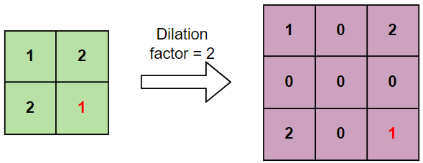 1 2
2 1
Dilation
factor = 2
1 0 2
0 0 0
2 0 1